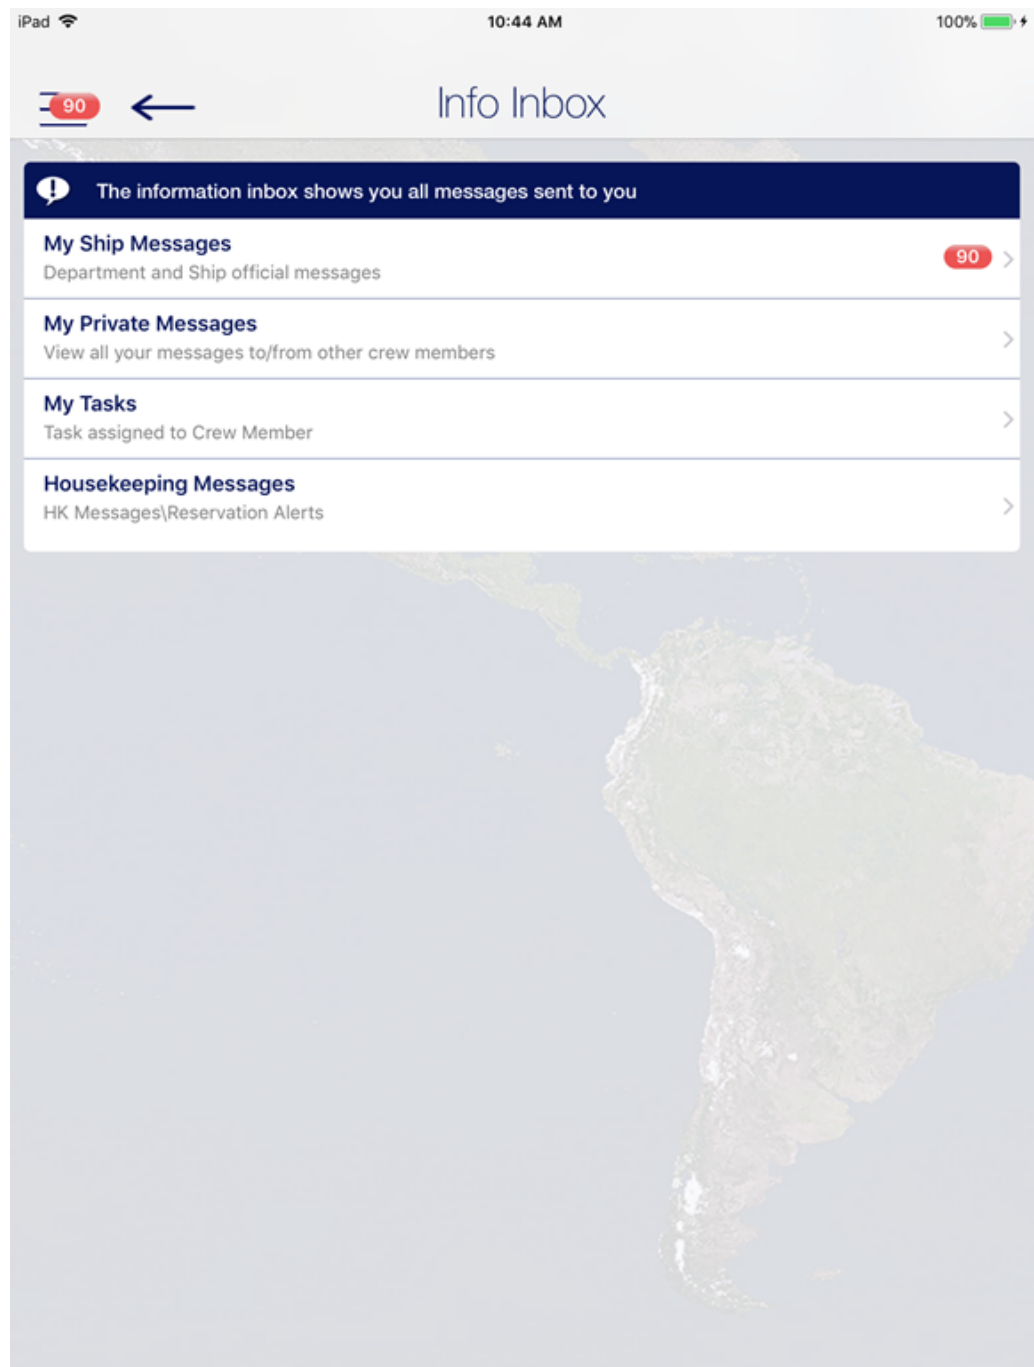 iPad 10:44 AM 100%
90 Info Inbox
The information inbox shows you all messages sent to you
My Ship Messages
Department and Ship official messages
90
My Private Messages
View all your messages to/from other crew members
My Tasks
Task assigned to Crew Member
Housekeeping Messages
HK Messages\Reservation Alerts